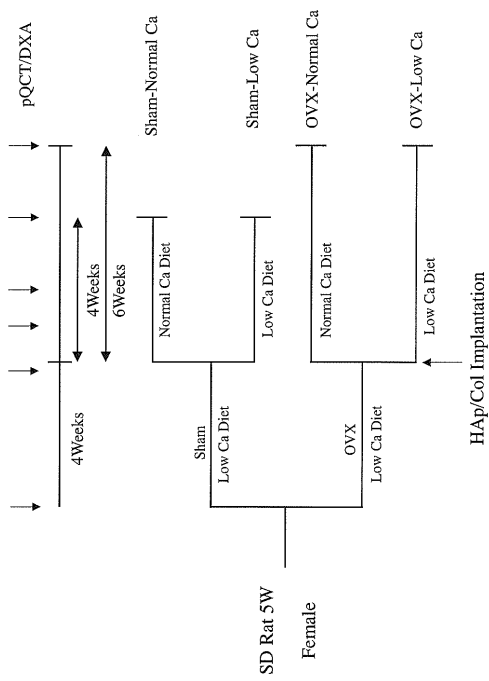 pQCT/DXA
4Weeks
4Weeks
6Weeks
Sham-Normal Ca
Normal Ca Diet
Sham
Low Ca Diet
Sham-Low Ca
Low Ca Diet
SD Rat 5W
Female
OVX-Normal Ca
Normal Ca Diet
OVX
Low Ca Diet
OVX-Low Ca
Low Ca Diet
HAp/Col Implantation